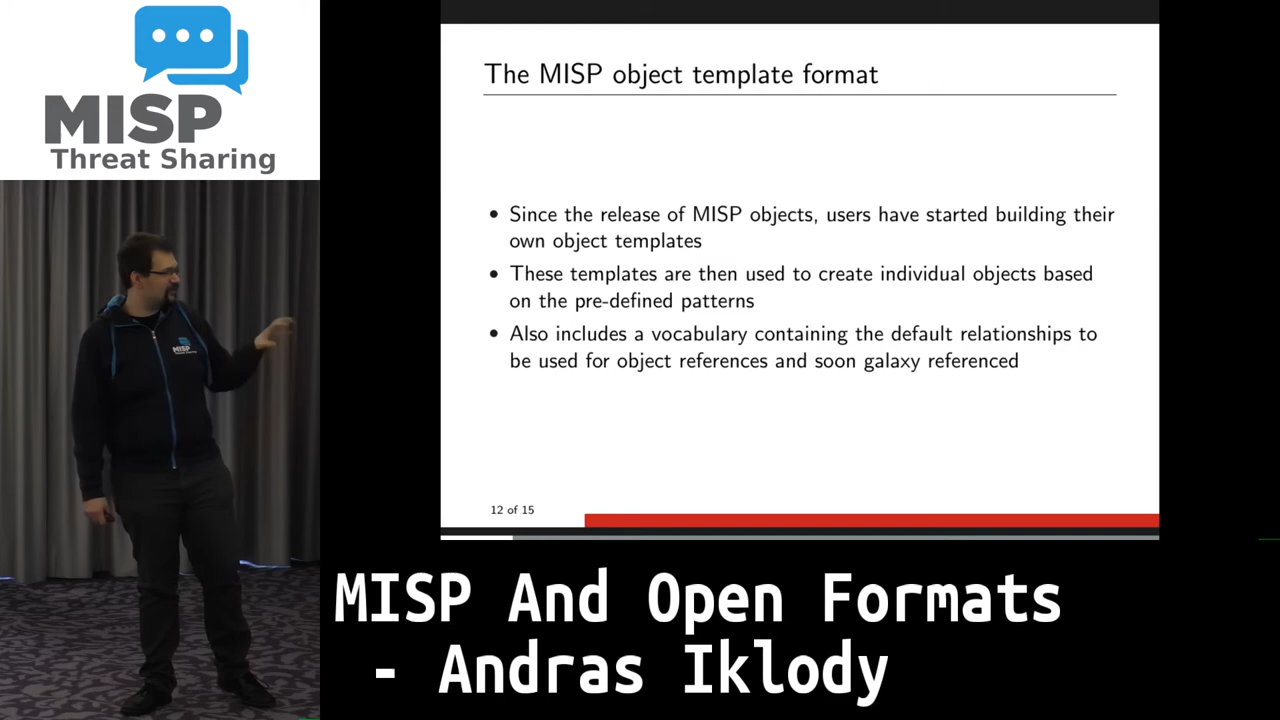 MISP
Threat Sharing
MISP
Threat Sharing
The MISP object template format
• Since the release of MISP objects, users have started building their
own object templates
• These templates are then used to create individual objects based
on the pre-defined patterns
• Also includes a vocabulary containing the default relationships to
be used for object references and soon galaxy referenced
12 of 15
MISP And Open Formats
- Andras Iklody